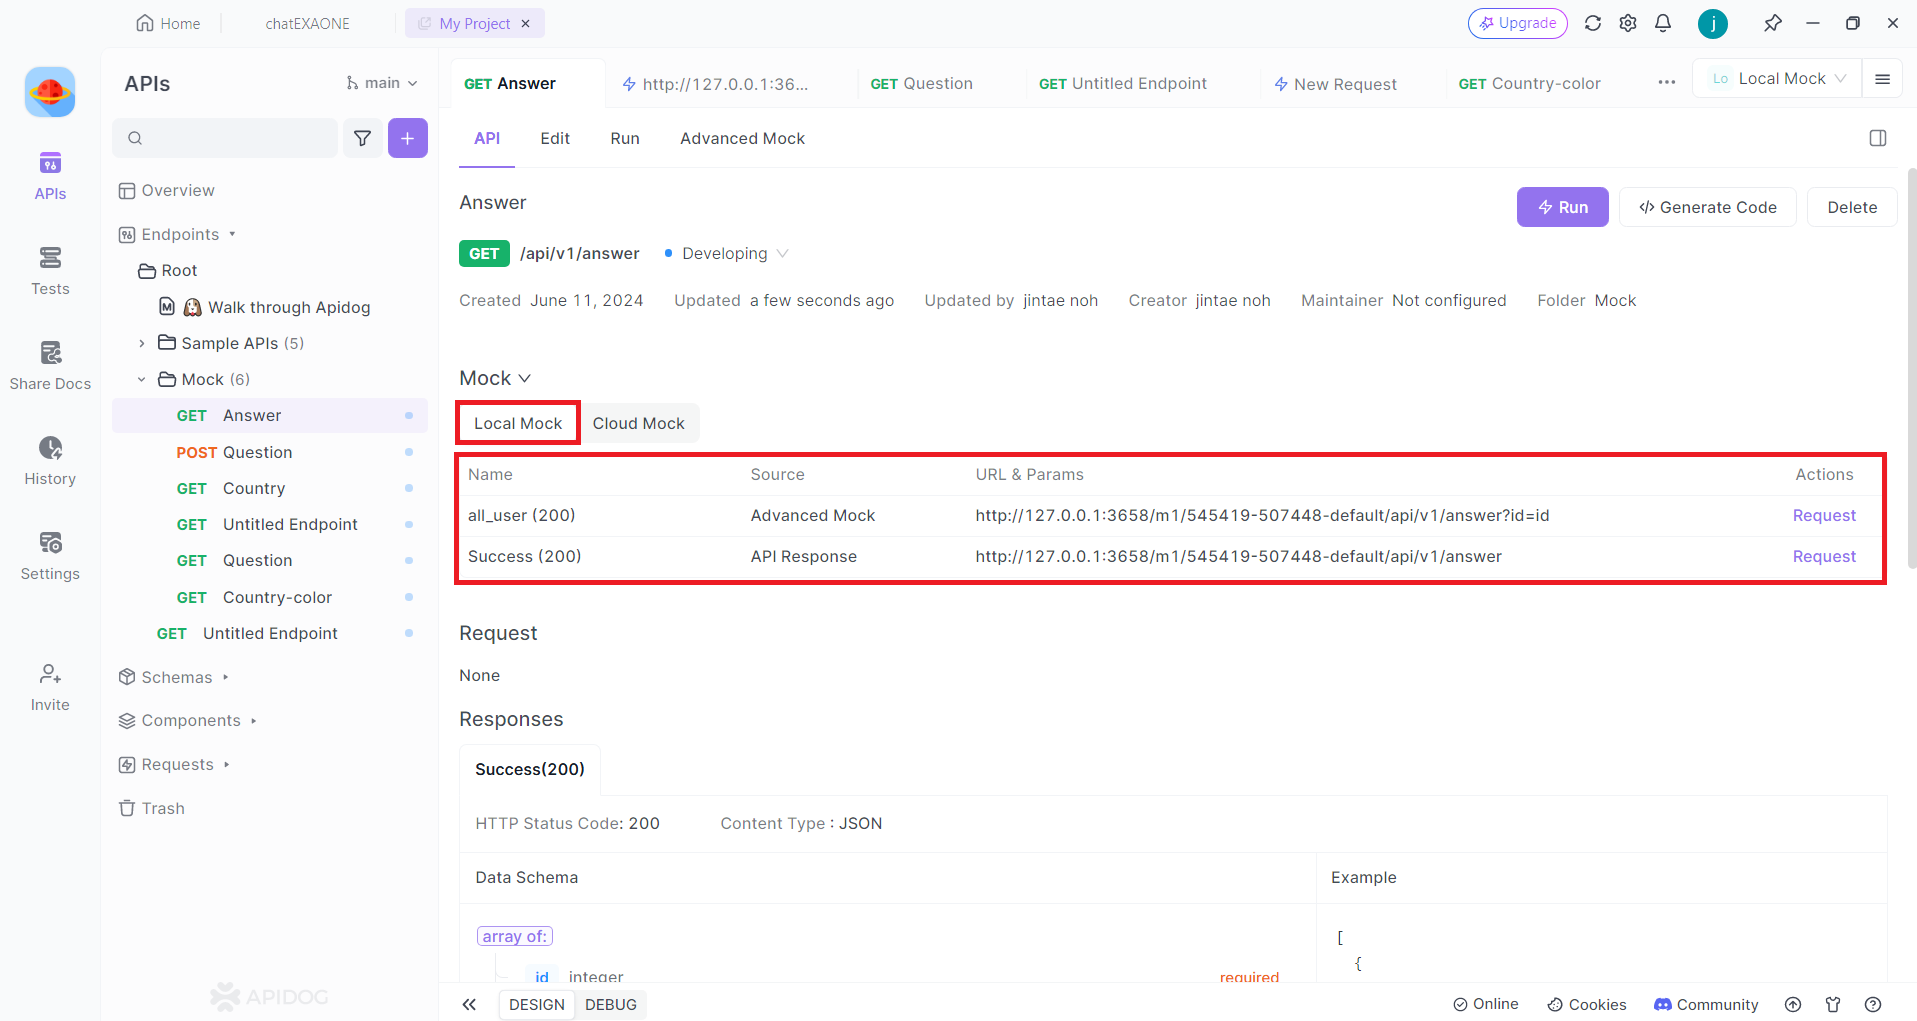 Home
chatEXAONE
My Project
Upgrade
j
APIs
main
GET Answer
http://127.0.0.1:36...
GET Question
GET Untitled Endpoint
New Request
GET Country-color
Lo Local Mock
API
Edit
Run
Advanced Mock
APIs
Tests
Share Docs
History
Settings
Invite
Overview
Endpoints
Root
Walk through Apidog
Sample APIs (5)
Mock (6)
GET Answer
POST Question
GET Country
GET Untitled Endpoint
GET Question
GET Country-color
GET Untitled Endpoint
Schemas
Components
Requests
Trash
APIDOG
Answer
Run
Generate Code
Delete
GET /api/v1/answer
Developing
Created June 11, 2024 Updated a few seconds ago Updated by jintae noh Creator jintae noh Maintainer Not configured Folder Mock
Mock
Local Mock
Cloud Mock
Name Source URL & Params Actions
all_user (200) Advanced Mock http://127.0.0.1:3658/m1/545419-507448-default/api/v1/answer?id=id Request
Success (200) API Response http://127.0.0.1:3658/m1/545419-507448-default/api/v1/answer Request
Request
None
Responses
Success(200)
HTTP Status Code: 200 Content Type : JSON
Data Schema
Example
array of:
id integer required
[
{
DESIGN
DEBUG
Online
Cookies
Community